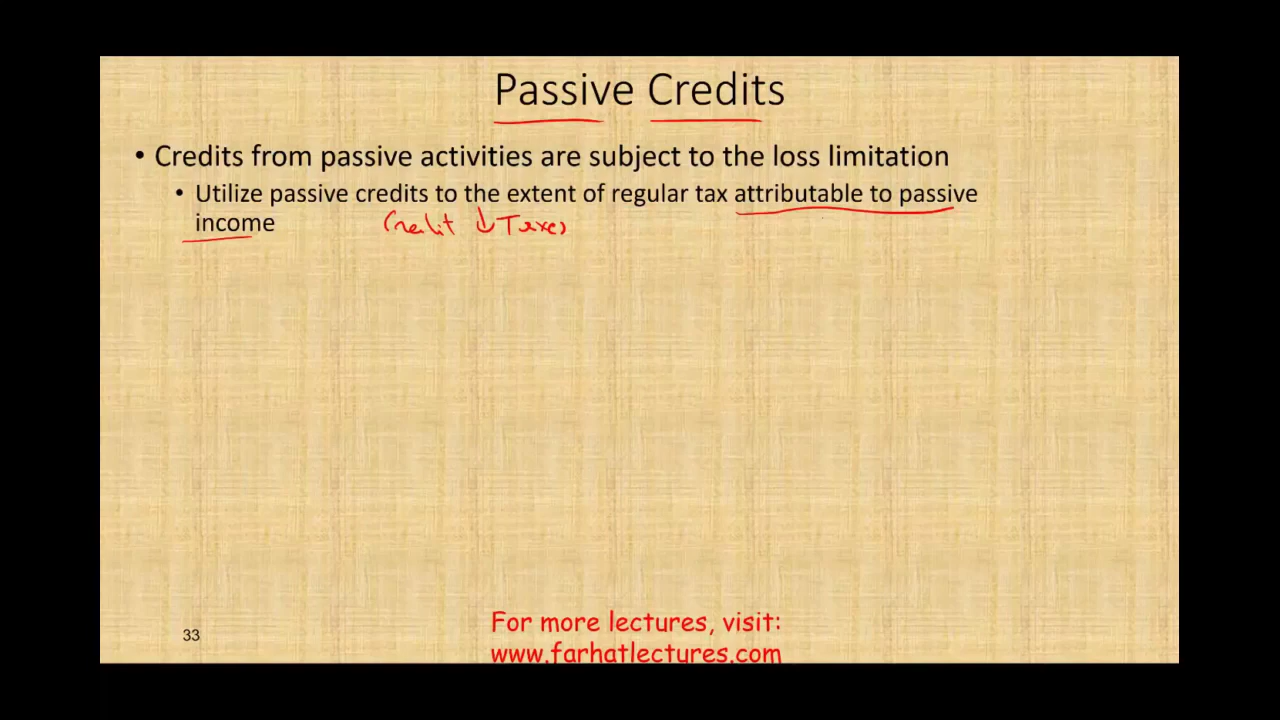 Passive Credits
• Credits from passive activities are subject to the loss limitation
• Utilize passive credits to the extent of regular tax attributable to passive
income
Credit ↓ Taxes
For more lectures, visit:
33
www.farhatlectures.com